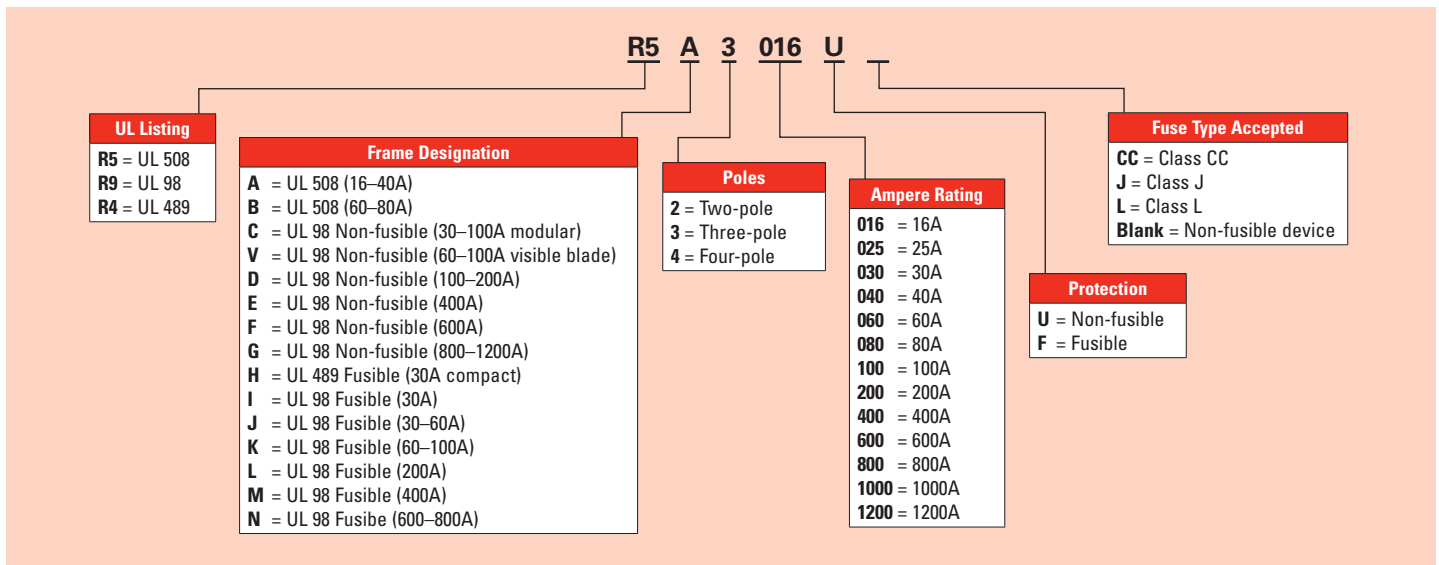 R5 A 3 016 U _
UL Listing
R5 = UL 508
R9 = UL 98
R4 = UL 489
Frame Designation
A = UL 508 (16–40A)
B = UL 508 (60–80A)
C = UL 98 Non-fusible (30–100A modular)
V = UL 98 Non-fusible (60–100A visible blade)
D = UL 98 Non-fusible (100–200A)
E = UL 98 Non-fusible (400A)
F = UL 98 Non-fusible (600A)
G = UL 98 Non-fusible (800–1200A)
H = UL 489 Fusible (30A compact)
I = UL 98 Fusible (30A)
J = UL 98 Fusible (30–60A)
K = UL 98 Fusible (60–100A)
L = UL 98 Fusible (200A)
M = UL 98 Fusible (400A)
N = UL 98 Fusibe (600–800A)
Poles
2 = Two-pole
3 = Three-pole
4 = Four-pole
Ampere Rating
016 = 16A
025 = 25A
030 = 30A
040 = 40A
060 = 60A
080 = 80A
100 = 100A
200 = 200A
400 = 400A
600 = 600A
800 = 800A
1000 = 1000A
1200 = 1200A
Protection
U = Non-fusible
F = Fusible
Fuse Type Accepted
CC = Class CC
J = Class J
L = Class L
Blank = Non-fusible device